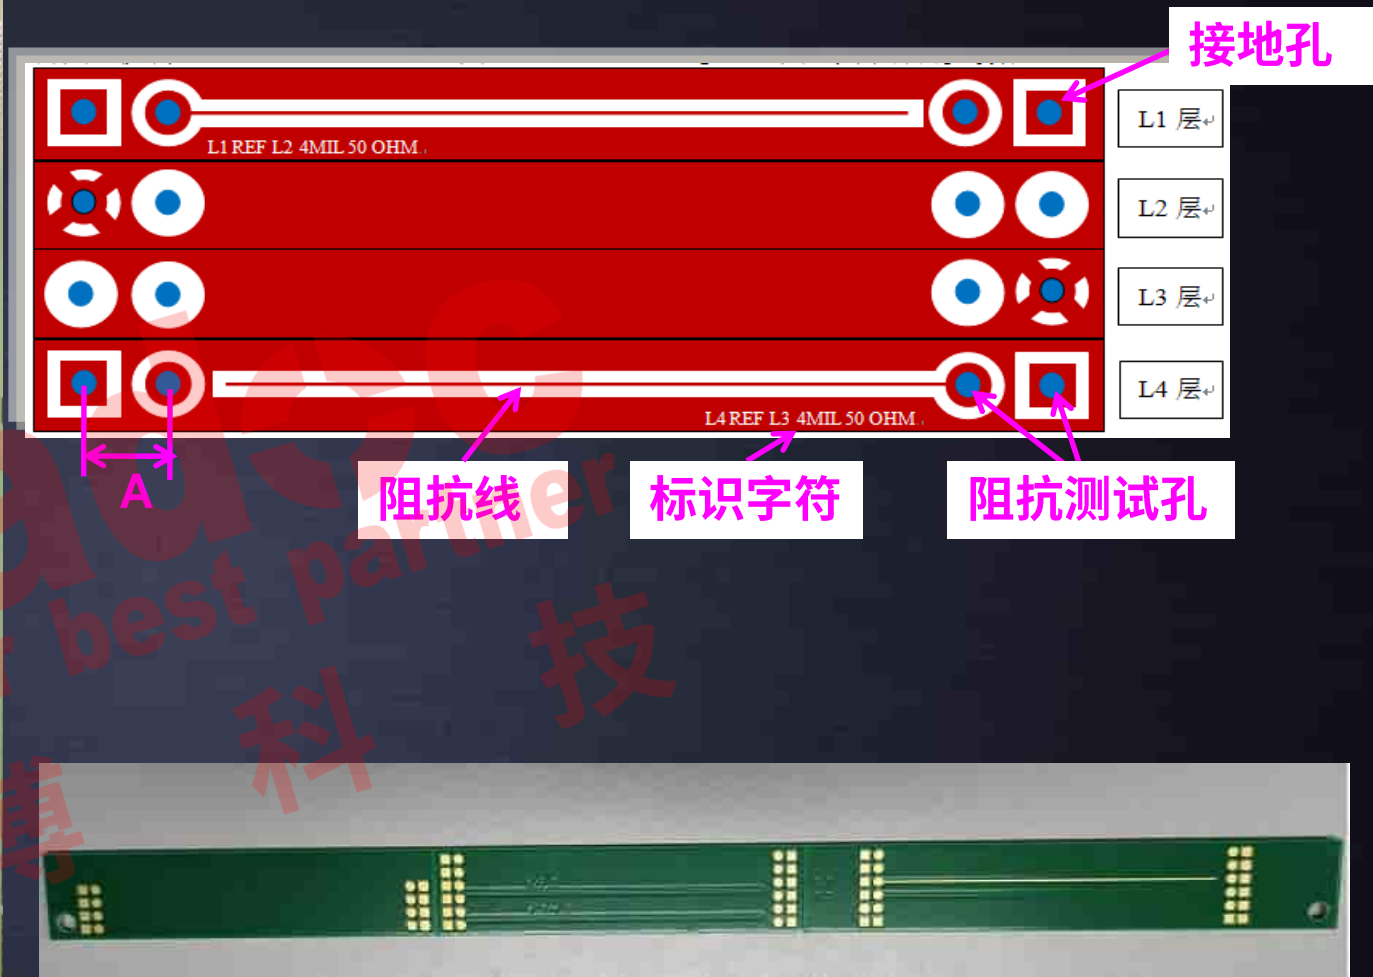 接地孔
L1 层
L1 REF L2 4MIL 50 OHM
L2 层
L3 层
L4 层
L4 REF L3 4MIL 50 OHM
A
阻抗线
标识字符
阻抗测试孔
adsc
r best partner
博 科 技